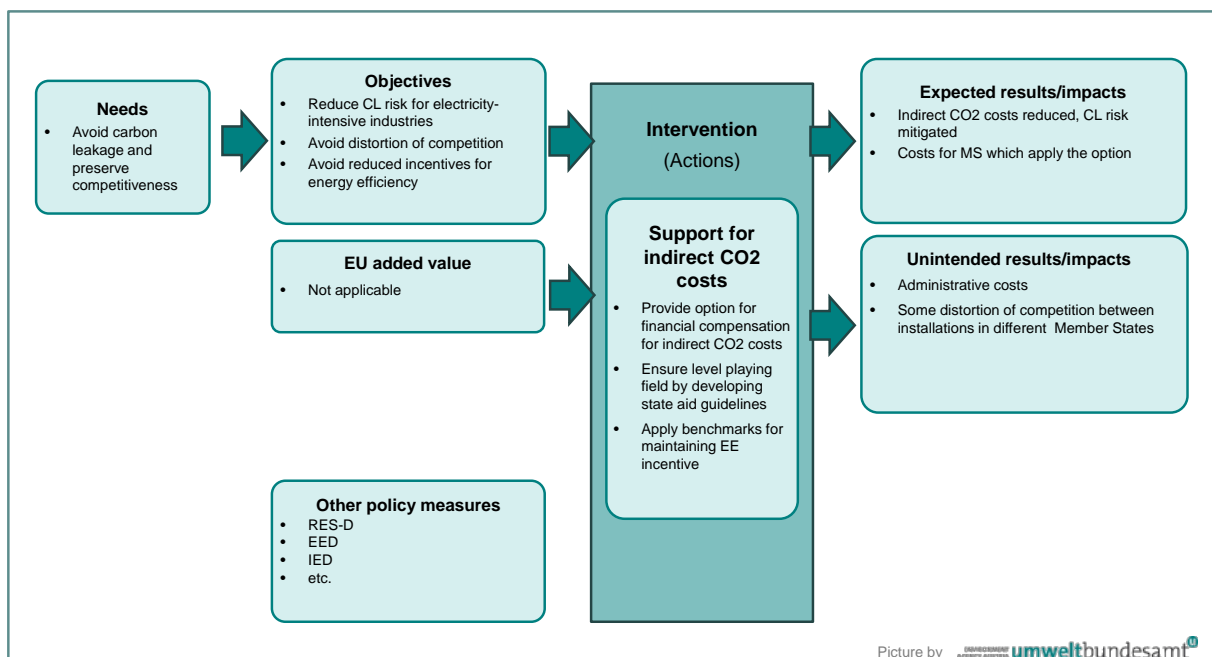 Needs
• Avoid carbon
leakage and
preserve
competitiveness
Objectives
• Reduce CL risk for electricity-
intensive industries
• Avoid distortion of competition
• Avoid reduced incentives for
energy efficiency
EU added value
• Not applicable
Other policy measures
• RES-D
• EED
• IED
• etc.
Intervention
(Actions)
Support for
indirect CO2
costs
• Provide option for
financial compensation
for indirect CO2 costs
• Ensure level playing
field by developing
state aid guidelines
• Apply benchmarks for
maintaining EE
incentive
Expected results/impacts
• Indirect CO2 costs reduced, CL risk
mitigated
• Costs for MS which apply the option
Unintended results/impacts
• Administrative costs
• Some distortion of competition between
installations in different Member States
Picture by umweltbundesamt